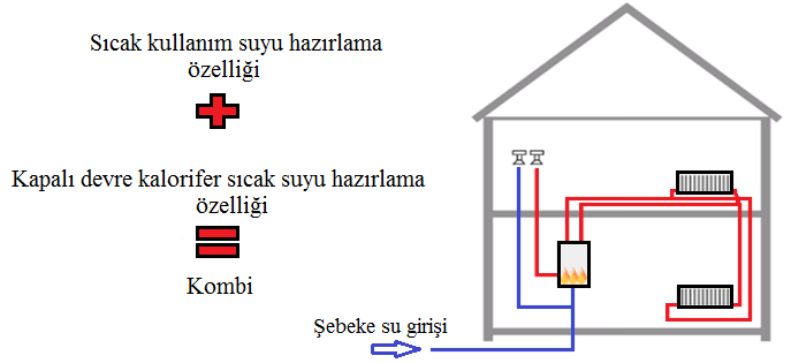 Sıcak kullanım suyu hazırlama
özelliği
Kapalı devre kalorifer sıcak suyu hazırlama
özelliği
Kombi
Şebeke su girişi